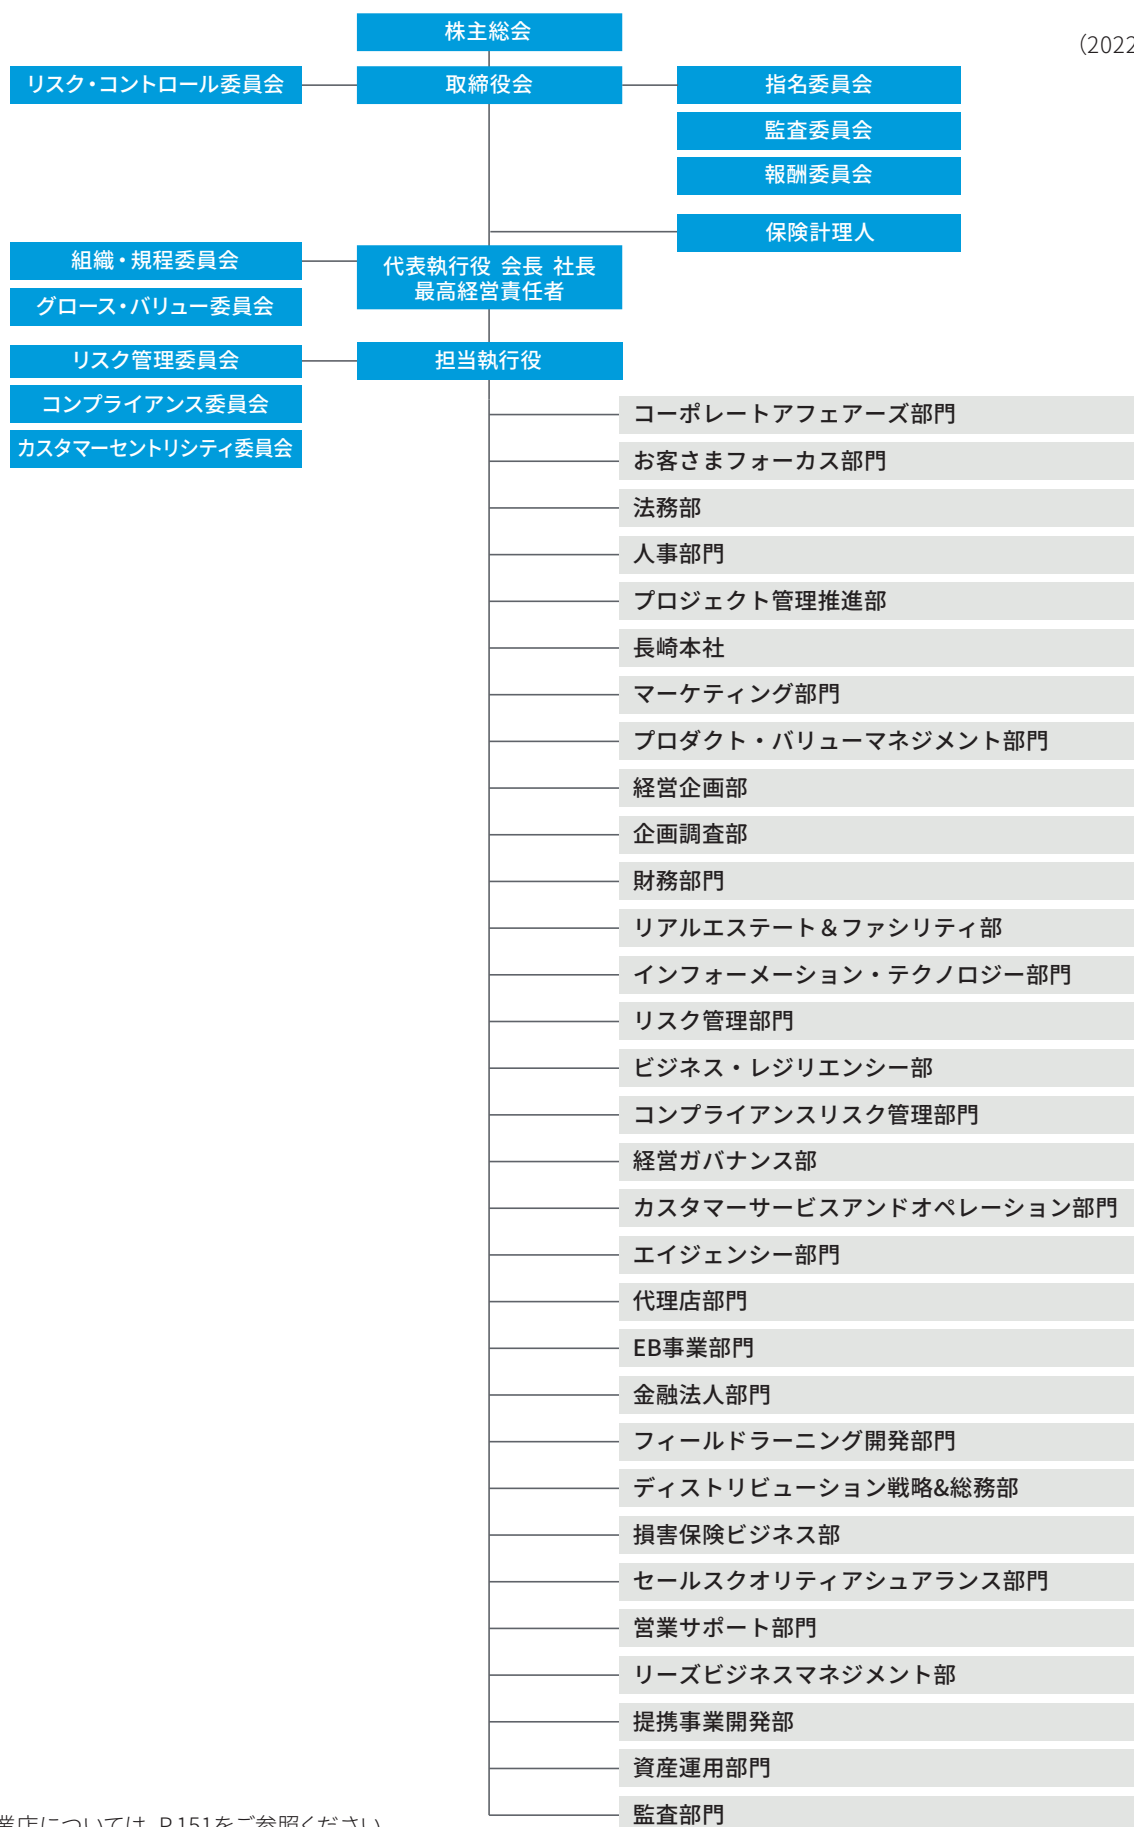 株主総会
(2022
リスク・コントロール委員会
取締役会
指名委員会
監査委員会
報酬委員会
保険計理人
組織・規程委員会
代表執行役 会長 社長
最高経営責任者
グロース・バリュー委員会
リスク管理委員会
担当執行役
コンプライアンス委員会
カスタマーセントリシティ委員会
コーポレートアフェアーズ部門
お客さまフォーカス部門
法務部
人事部門
プロジェクト管理推進部
長崎本社
マーケティング部門
プロダクト・バリューマネジメント部門
経営企画部
企画調査部
財務部門
リアルエステート＆ファシリティ部
インフォーメーション・テクノロジー部門
リスク管理部門
ビジネス・レジリエンシー部
コンプライアンスリスク管理部門
経営ガバナンス部
カスタマーサービスアンドオペレーション部門
エイジェンシー部門
代理店部門
EB事業部門
金融法人部門
フィールドラーニング開発部門
ディストリビューション戦略&総務部
損害保険ビジネス部
セールスクオリティアシュアランス部門
営業サポート部門
リーズビジネスマネジメント部
提携事業開発部
資産運用部門
監査部門
業店については、P.151をご参照ください